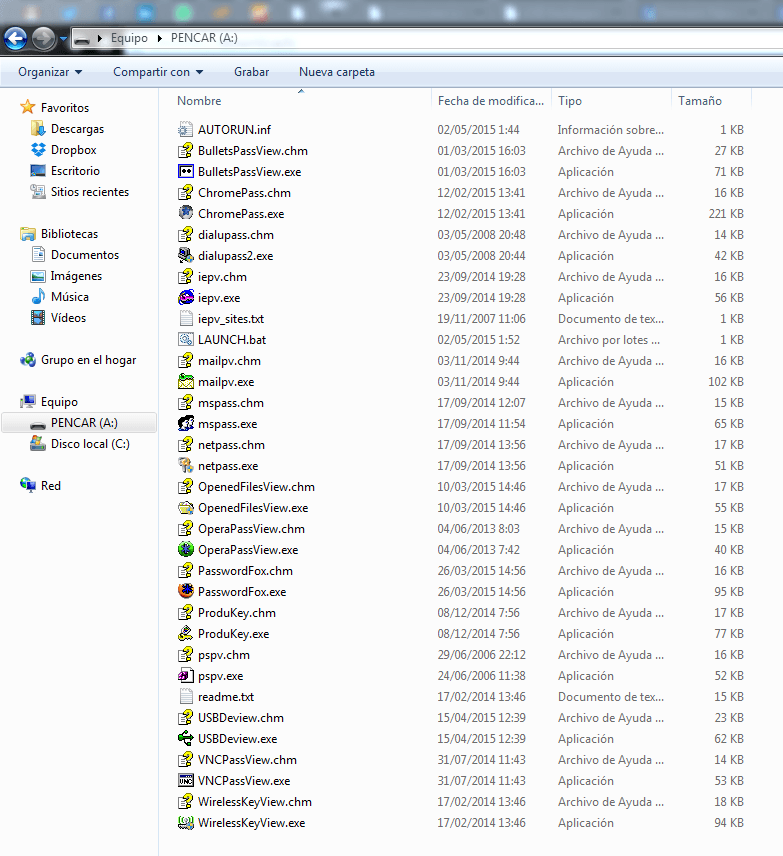 Equipo PENCAR (A:)
Organizar Compartir con Grabar Nueva carpeta
Favoritos
Descargas
Dropbox
Escritorio
Sitios recientes
Bibliotecas
Documentos
Imágenes
Música
Vídeos
Grupo en el hogar
Equipo
PENCAR (A:)
Disco local (C:)
Red
Nombre Fecha de modifica... Tipo Tamaño
AUTORUN.inf 02/05/2015 1:44 Información sobre... 1 KB
BulletsPassView.chm 01/03/2015 16:03 Archivo de Ayuda ... 27 KB
BulletsPassView.exe 01/03/2015 16:03 Aplicación 71 KB
ChromePass.chm 12/02/2015 13:41 Archivo de Ayuda ... 16 KB
ChromePass.exe 12/02/2015 13:41 Aplicación 221 KB
dialupass.chm 03/05/2008 20:48 Archivo de Ayuda ... 14 KB
dialupass2.exe 03/05/2008 20:44 Aplicación 42 KB
iepv.chm 23/09/2014 19:28 Archivo de Ayuda ... 16 KB
iepv.exe 23/09/2014 19:28 Aplicación 56 KB
iepv_sites.txt 19/11/2007 11:06 Documento de tex... 1 KB
LAUNCH.bat 02/05/2015 1:52 Archivo por lotes ... 1 KB
mailpv.chm 03/11/2014 9:44 Archivo de Ayuda ... 16 KB
mailpv.exe 03/11/2014 9:44 Aplicación 102 KB
mspass.chm 17/09/2014 12:07 Archivo de Ayuda ... 15 KB
mspass.exe 17/09/2014 11:54 Aplicación 65 KB
netpass.chm 17/09/2014 13:56 Archivo de Ayuda ... 17 KB
netpass.exe 17/09/2014 13:56 Aplicación 51 KB
OpenedFilesView.chm 10/03/2015 14:46 Archivo de Ayuda ... 17 KB
OpenedFilesView.exe 10/03/2015 14:46 Aplicación 55 KB
OperaPassView.chm 04/06/2013 8:03 Archivo de Ayuda ... 15 KB
OperaPassView.exe 04/06/2013 7:42 Aplicación 40 KB
PasswordFox.chm 26/03/2015 14:56 Archivo de Ayuda ... 16 KB
PasswordFox.exe 26/03/2015 14:56 Aplicación 95 KB
ProduKey.chm 08/12/2014 7:56 Archivo de Ayuda ... 17 KB
ProduKey.exe 08/12/2014 7:56 Aplicación 77 KB
pspv.chm 29/06/2006 22:12 Archivo de Ayuda ... 16 KB
pspv.exe 24/06/2006 11:38 Aplicación 52 KB
readme.txt 17/02/2014 13:46 Documento de tex... 15 KB
USBDeview.chm 15/04/2015 12:39 Archivo de Ayuda ... 23 KB
USBDeview.exe 15/04/2015 12:39 Aplicación 62 KB
VNCPassView.chm 31/07/2014 11:43 Archivo de Ayuda ... 14 KB
VNCPassView.exe 31/07/2014 11:43 Aplicación 53 KB
WirelessKeyView.chm 17/02/2014 13:46 Archivo de Ayuda ... 18 KB
WirelessKeyView.exe 17/02/2014 13:46 Aplicación 94 KB